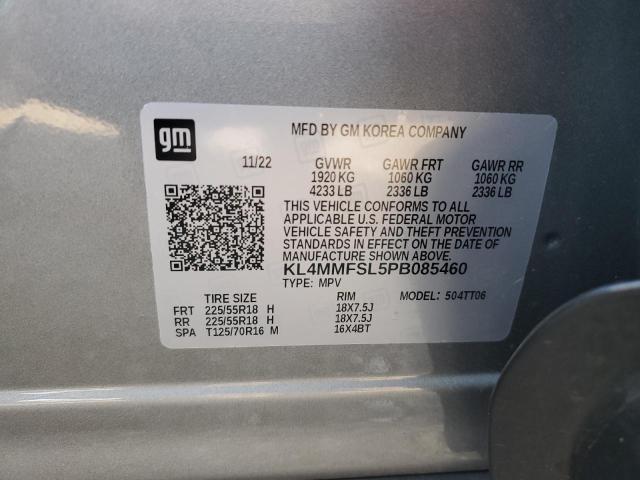 gm
MFD BY GM KOREA COMPANY
11/22 GVWR GAWR FRT GAWR RR
1920 KG 1060 KG 1060 KG
4233 LB 2336 LB 2336 LB
THIS VEHICLE CONFORMS TO ALL
APPLICABLE U.S. FEDERAL MOTOR
VEHICLE SAFETY AND THEFT PREVENTION
STANDARDS IN EFFECT ON THE DATE OF
MANUFACTURE SHOWN ABOVE.
KL4MMFSL5PB085460
TYPE: MPV MODEL: 504TT06
TIRE SIZE RIM
FRT 225/55R18 H 18X7.5J
RR 225/55R18 H 18X7.5J
SPA T125/70R16 M 16X4BT